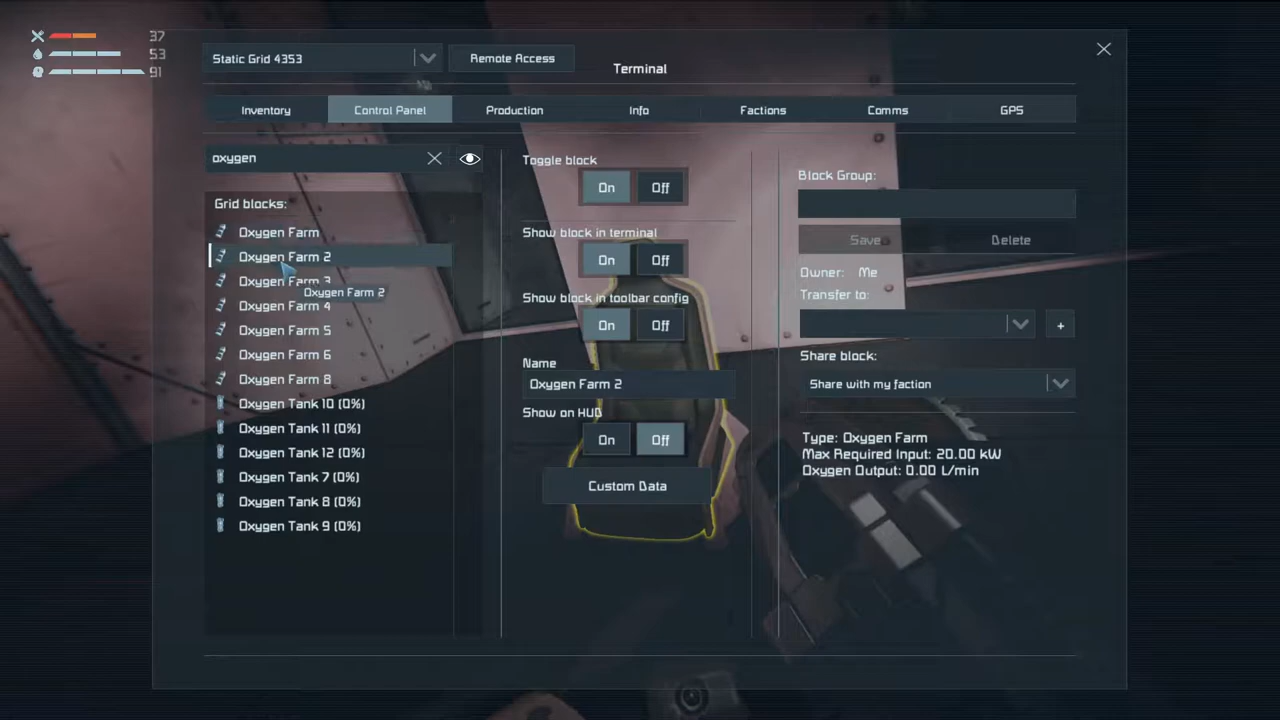 37
53
91
Static Grid 4353
Remote Access
Terminal
Inventory
Control Panel
Production
Info
Factions
Comms
GPS
oxygen
Grid blocks:
Oxygen Farm
Oxygen Farm 2
Oxygen Farm 3
Oxygen Farm 2
Oxygen Farm 4
Oxygen Farm 5
Oxygen Farm 6
Oxygen Farm 8
Oxygen Tank 10 (0%)
Oxygen Tank 11 (0%)
Oxygen Tank 12 (0%)
Oxygen Tank 7 (0%)
Oxygen Tank 8 (0%)
Oxygen Tank 9 (0%)
Toggle block
On Off
Show block in terminal
On Off
Show block in toolbar config
On Off
Name
Oxygen Farm 2
Show on HUD
On Off
Custom Data
Block Group:
Save Delete
Owner: Me
Transfer to:
+
Share block:
Share with my faction
Type: Oxygen Farm
Max Required Input: 20.00 kW
Oxygen Output: 0.00 L/min